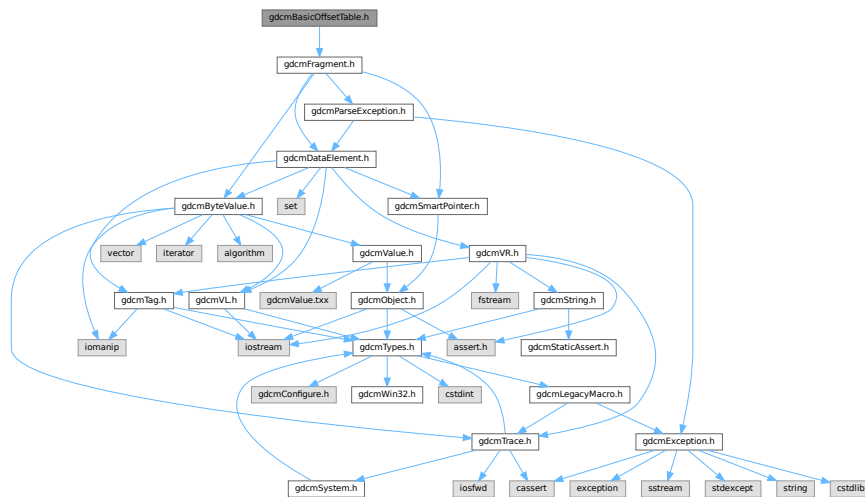 gdcmBasicOffsetTable.h
gdcmFragment.h
gdcmParseException.h
gdcmDataElement.h
gdcmByteValue.h
set
gdcmSmartPointer.h
vector
iterator
algorithm
gdcmValue.h
gdcmVR.h
gdcmTag.h
gdcmVL.h
gdcmValue.txx
gdcmObject.h
fstream
gdcmString.h
iomanip
iostream
gdcmTypes.h
assert.h
gdcmStaticAssert.h
gdcmConfigure.h
gdcmWin32.h
cstdint
gdcmLegacyMacro.h
gdcmTrace.h
gdcmException.h
gdcmSystem.h
iosfwd
cassert
exception
sstream
stdexcept
string
cstdlib